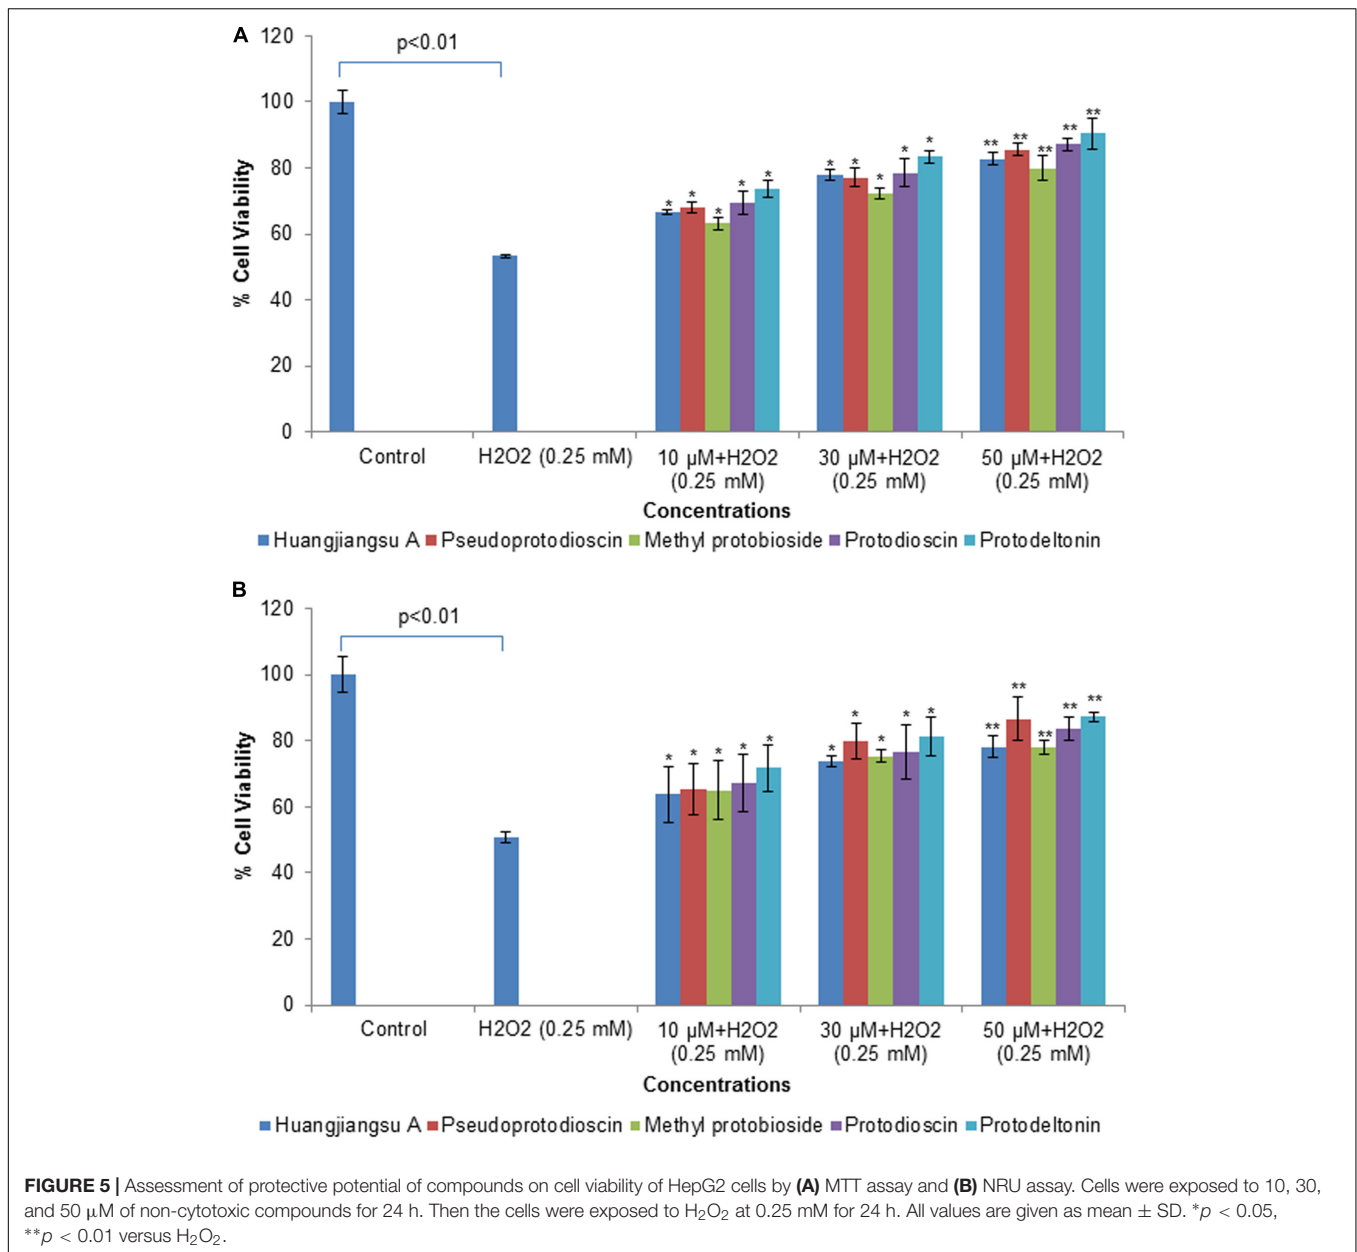 A
120
100
80
60
40
20
0
% Cell Viability
p<0.01
* * * * *
* * * * *
** ** ** ** **
Control
H2O2 (0.25 mM)
10 µM+H2O2
(0.25 mM)
30 µM+H2O2
(0.25 mM)
50 µM+H2O2
(0.25 mM)
Concentrations
Huangjiangsu A Pseudoprotodioscin Methyl protobioside Protodioscin Protodeltonin
B
120
100
80
60
40
20
0
% Cell Viability
p<0.01
* * * * *
* * * * *
** ** ** ** **
Control
H2O2 (0.25 mM)
10 µM+H2O2
(0.25 mM)
30 µM+H2O2
(0.25 mM)
50 µM+H2O2
(0.25 mM)
Concentrations
Huangjiangsu A Pseudoprotodioscin Methyl protobioside Protodioscin Protodeltonin
FIGURE 5 | Assessment of protective potential of compounds on cell viability of HepG2 cells by (A) MTT assay and (B) NRU assay. Cells were exposed to 10, 30,
and 50 µM of non-cytotoxic compounds for 24 h. Then the cells were exposed to H₂O₂ at 0.25 mM for 24 h. All values are given as mean ± SD. *p < 0.05,
**p < 0.01 versus H₂O₂.